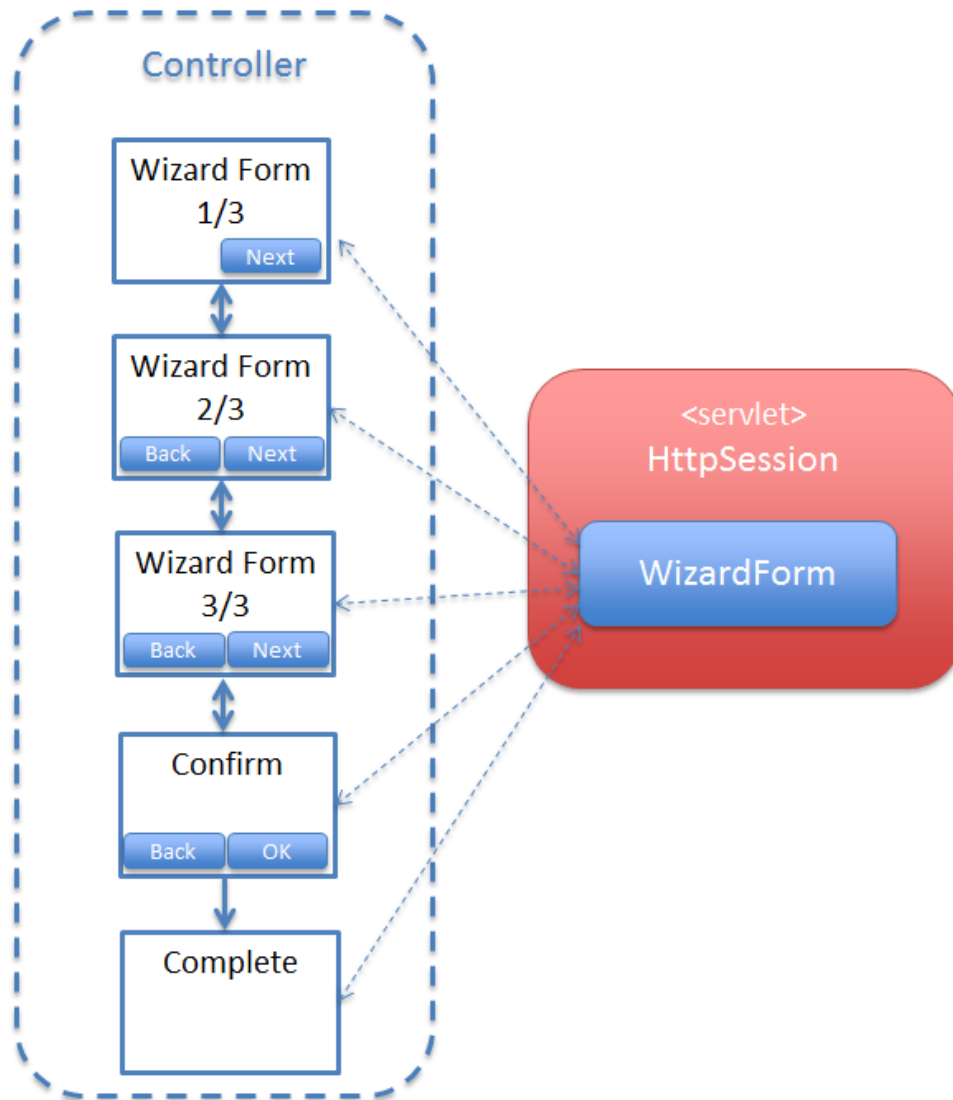 Controller
Wizard Form
1/3
Next
Wizard Form
2/3
Back Next
Wizard Form
3/3
Back Next
Confirm
Back OK
Complete
<servlet>
HttpSession
WizardForm